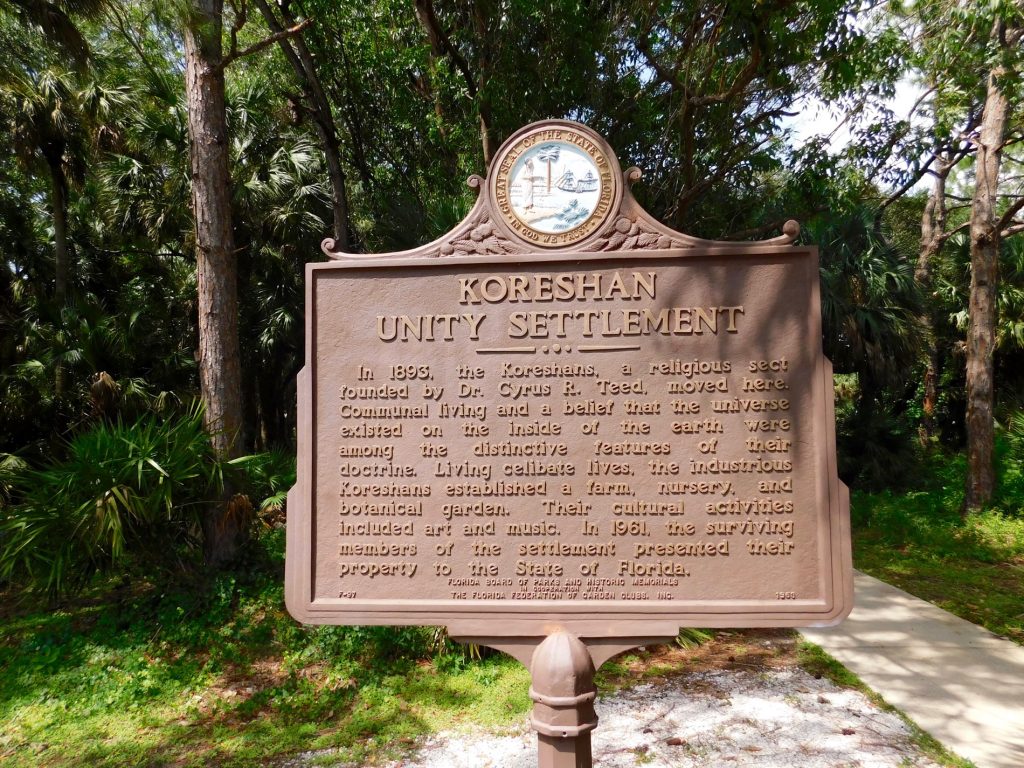 GREAT SEAL OF THE STATE OF FLORIDA
IN GOD WE TRUST
KORESHAN
UNITY SETTLEMENT
In 1893, the Koreshans, a religious sect
founded by Dr. Cyrus R. Teed, moved here.
Communal living and a belief that the universe
existed on the inside of the earth were
among the distinctive features of their
doctrine. Living celibate lives, the industrious
Koreshans established a farm, nursery, and
botanical garden. Their cultural activities
included art and music. In 1961, the surviving
members of the settlement presented their
property to the State of Florida.
FLORIDA BOARD OF PARKS AND HISTORIC MEMORIALS
IN COOPERATION WITH
F-97 THE FLORIDA FEDERATION OF GARDEN CLUBS, INC. 1963